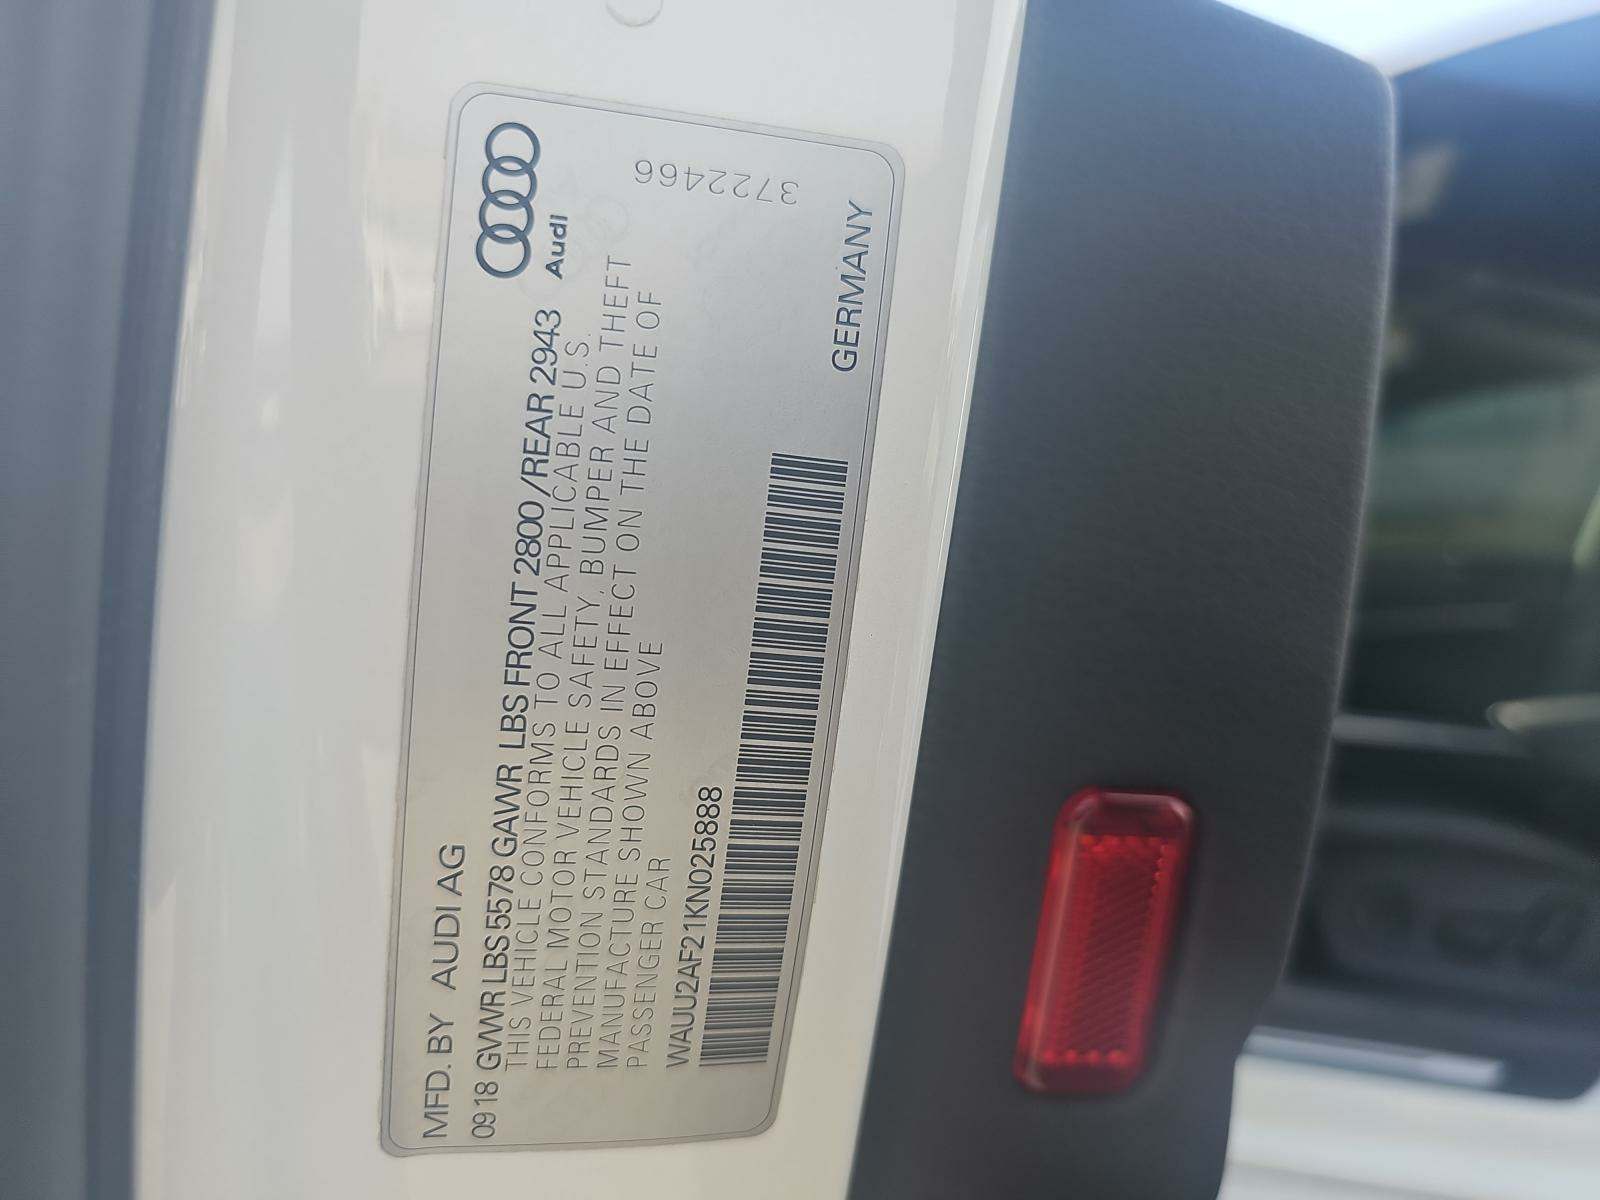 MFD. BY AUDI AG
0918 GVWR LBS 5578 GAWR LBS FRONT 2800/REAR 2943
Audi
THIS VEHICLE CONFORMS TO ALL APPLICABLE U.S.
FEDERAL MOTOR VEHICLE SAFETY, BUMPER AND THEFT
PREVENTION STANDARDS IN EFFECT ON THE DATE OF
MANUFACTURE SHOWN ABOVE
PASSENGER CAR
WAUU2AF21KN025888
GERMANY
3722466